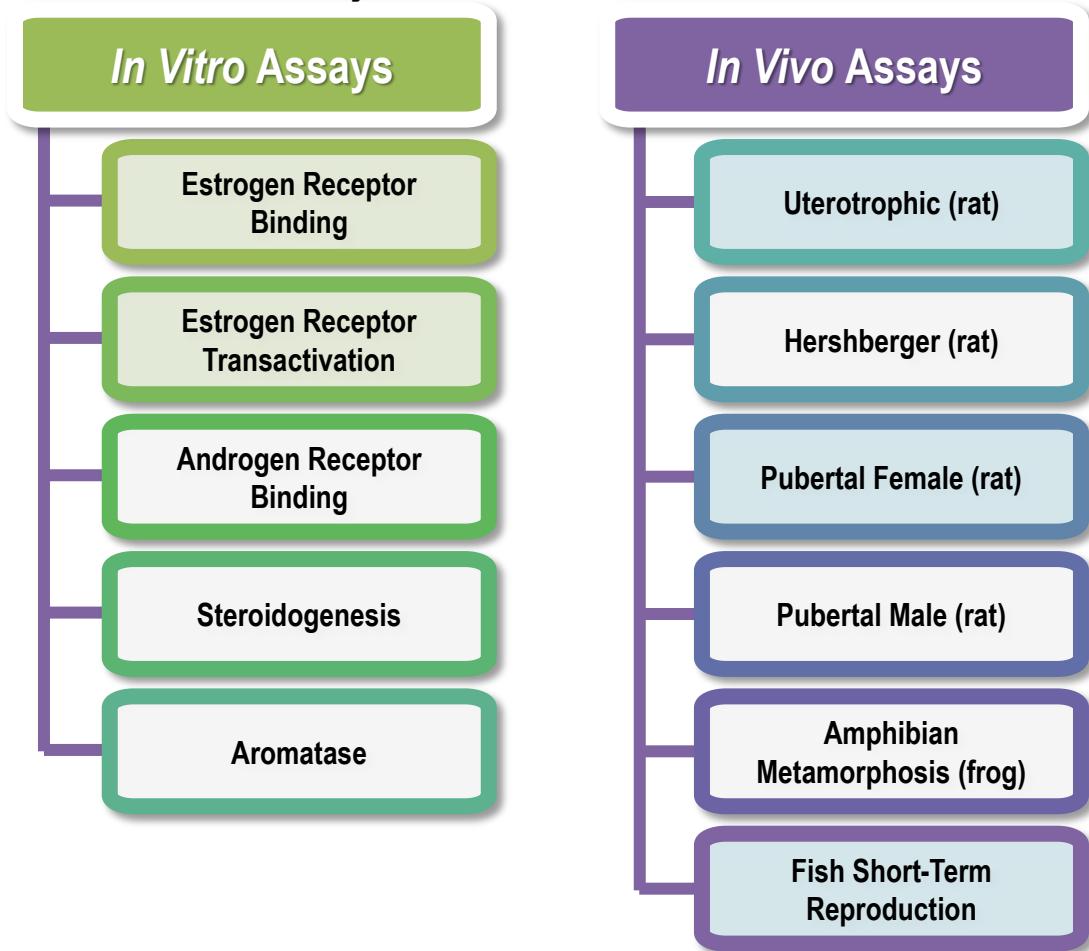 In Vitro Assays
Estrogen Receptor
Binding
Estrogen Receptor
Transactivation
Androgen Receptor
Binding
Steroidogenesis
Aromatase
In Vivo Assays
Uterotrophic (rat)
Hershberger (rat)
Pubertal Female (rat)
Pubertal Male (rat)
Amphibian
Metamorphosis (frog)
Fish Short-Term
Reproduction